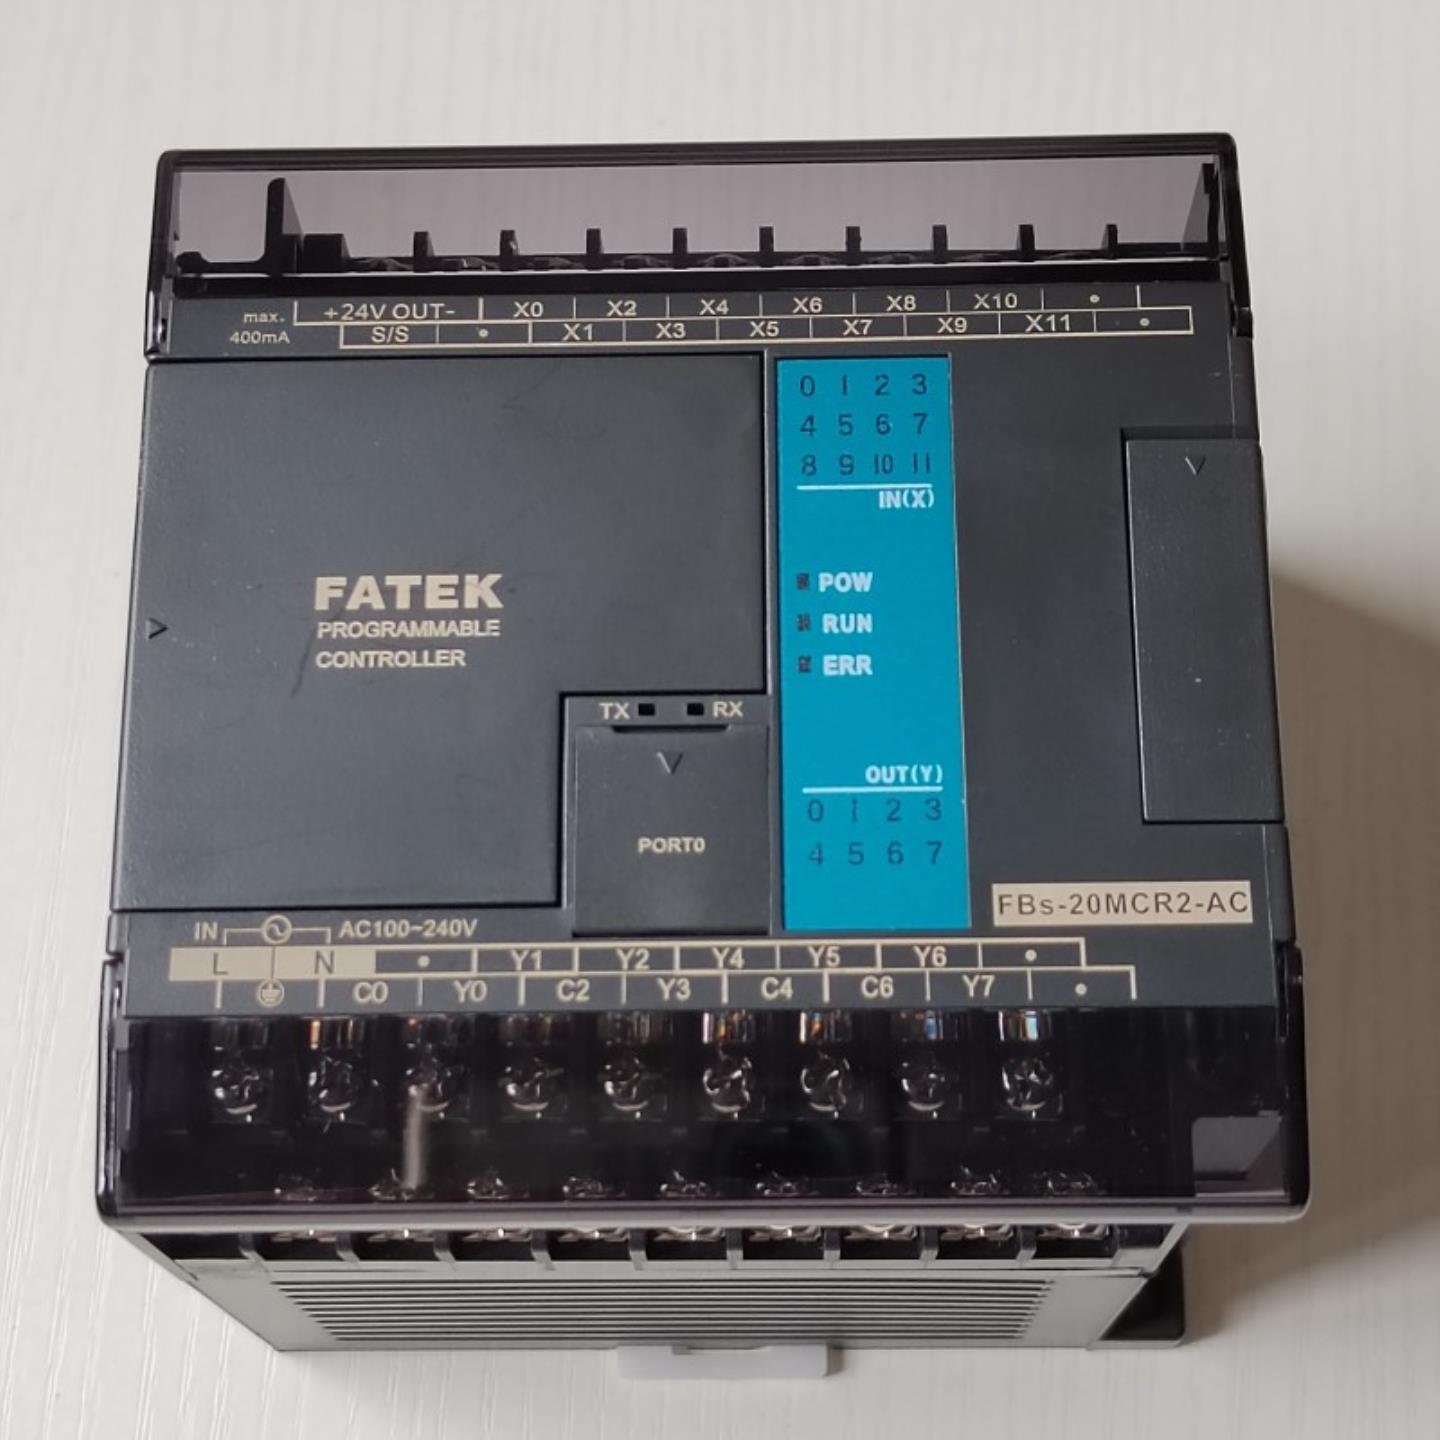 max. +24V OUT- X0 X2 X4 X6 X8 X10
400mA S/S X1 X3 X5 X7 X9 X11
0 1 2 3
4 5 6 7
8 9 10 11
IN(X)
POW
RUN
ERR
FATEK
PROGRAMMABLE
CONTROLLER
TX RX
PORT0
OUT(Y)
0 1 2 3
4 5 6 7
FBs-20MCR2-AC
IN AC100~240V
L N Y1 Y2 Y4 Y5 Y6
C0 Y0 C2 Y3 C4 C6 Y7